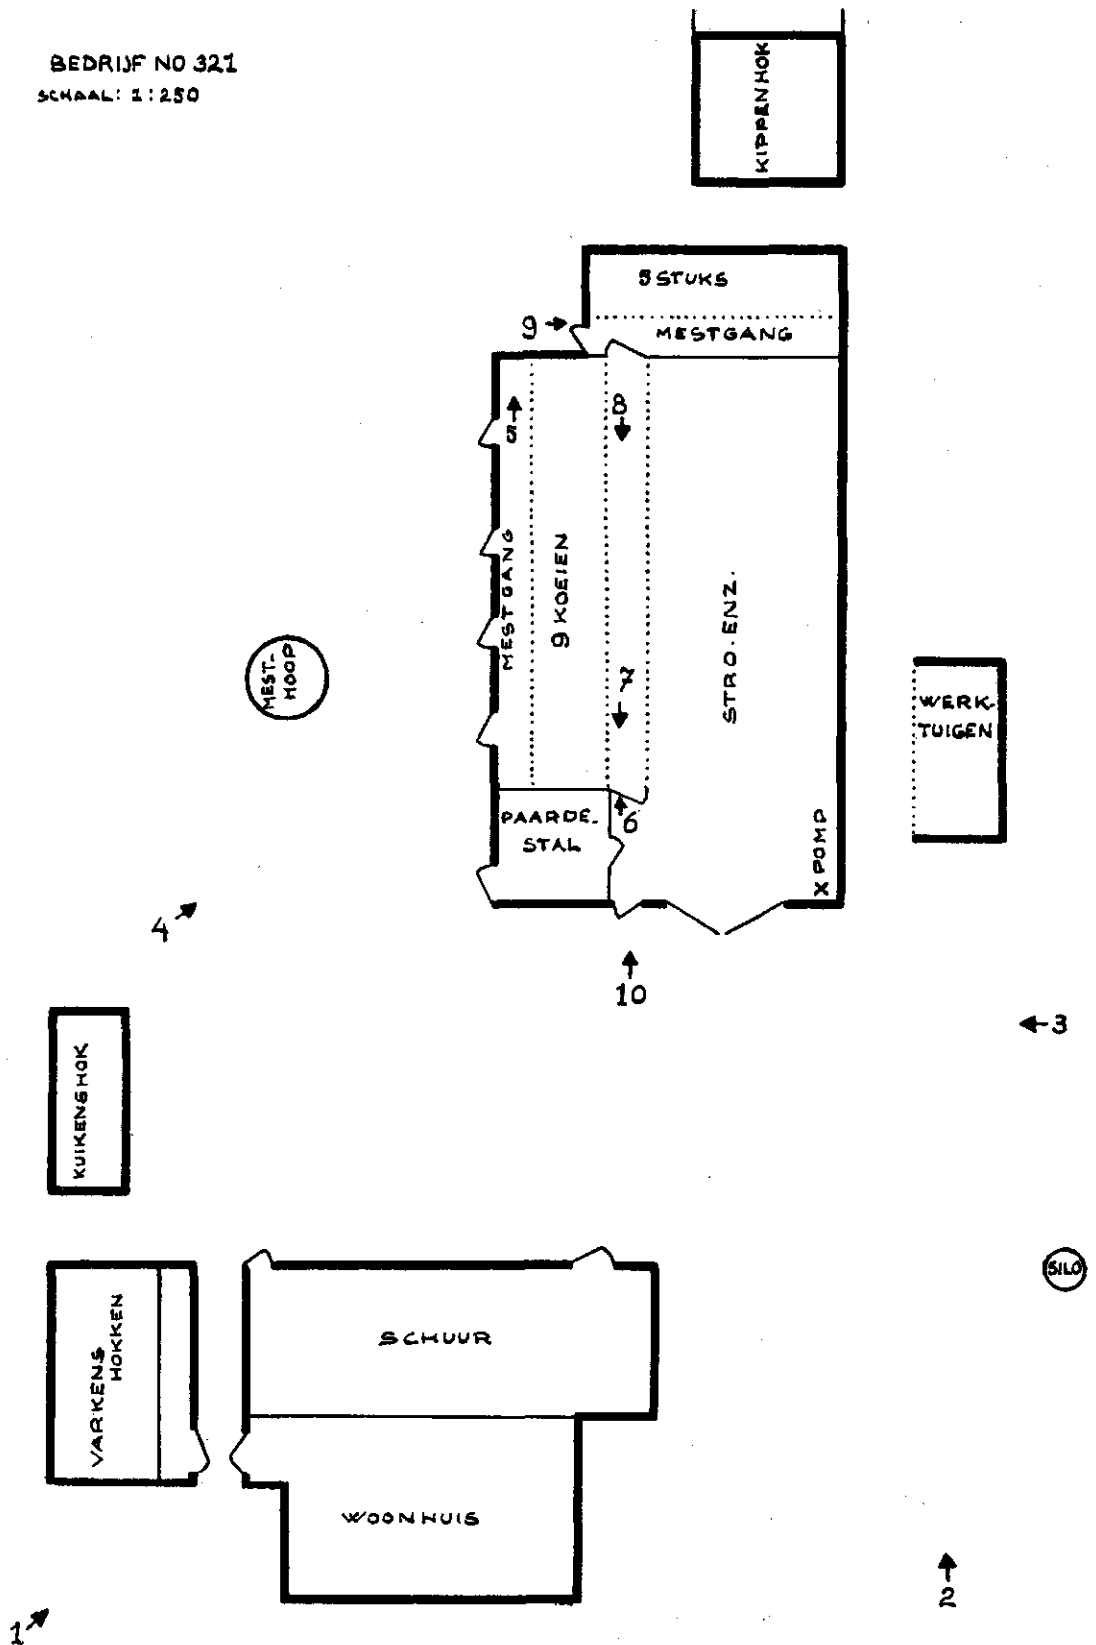 BEDRIJF NO 321
SCHAAL: 1:250
KIPPENHOK
5 STUKS
MESTGANG
9
8
5
MESTGANG
9 KOEIEN
STRO. ENZ.
7
MEST-
HOOP
WERK-
TUIGEN
6
PAARDE-
STAL
X POMP
4
10
3
KUIKENSHOK
SILO
SCHUUR
VARKENS
HOKKEN
WOONHUIS
2
1